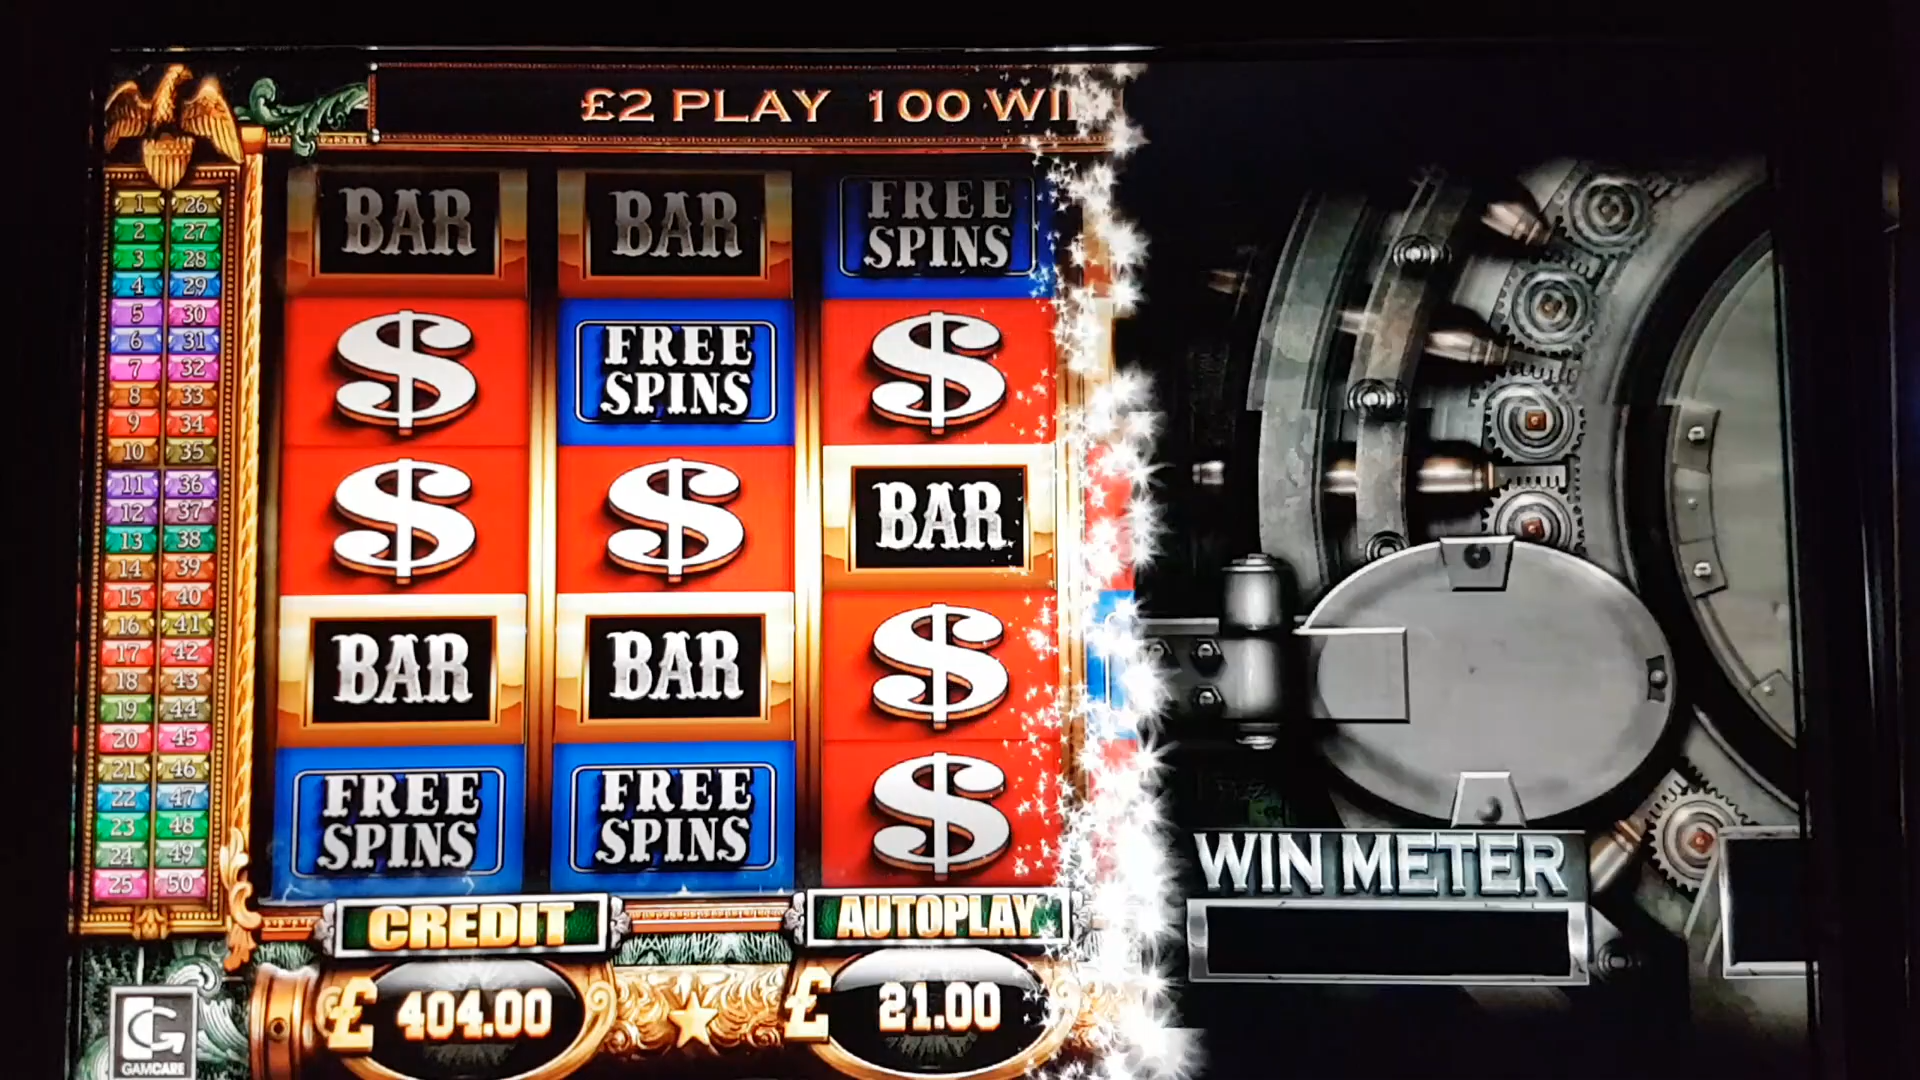 £2 PLAY 100 WIN
1 26
2 27
3 28
4 29
5 30
6 31
7 32
8 33
9 34
10 35
11 36
12 37
13 38
14 39
15 40
16 41
17 42
18 43
19 44
20 45
21 46
22 47
23 48
24 49
25 50
BAR BAR FREE SPINS
$ FREE SPINS $
$ $ BAR
BAR BAR $
FREE SPINS FREE SPINS $
CREDIT AUTOPLAY
£ 404.00 £ 21.00
WIN METER
GAMCARE